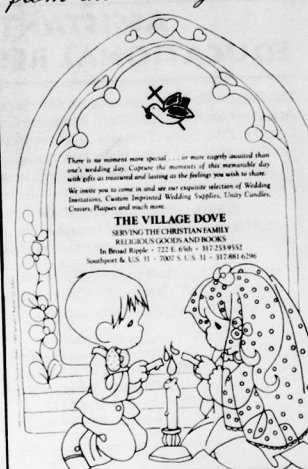 There is no moment more special . . . or more eagerly awaited than
one's wedding day. Capture the moments of this memorable day
with gifts as treasured and lasting as the feelings you wish to share.
We invite you to come in and see our exquisite selection of Wedding
Invitations, Custom Imprinted Wedding Supplies, Unity Candles,
Crosses, Plaques and much more.
THE VILLAGE DOVE
SERVING THE CHRISTIAN FAMILY
RELIGIOUS GOODS AND BOOKS
In Broad Ripple • 722 E. 65th • 317-253-9552
Southport & U.S. 31 • 7007 S. U.S. 31 • 317-881-6296